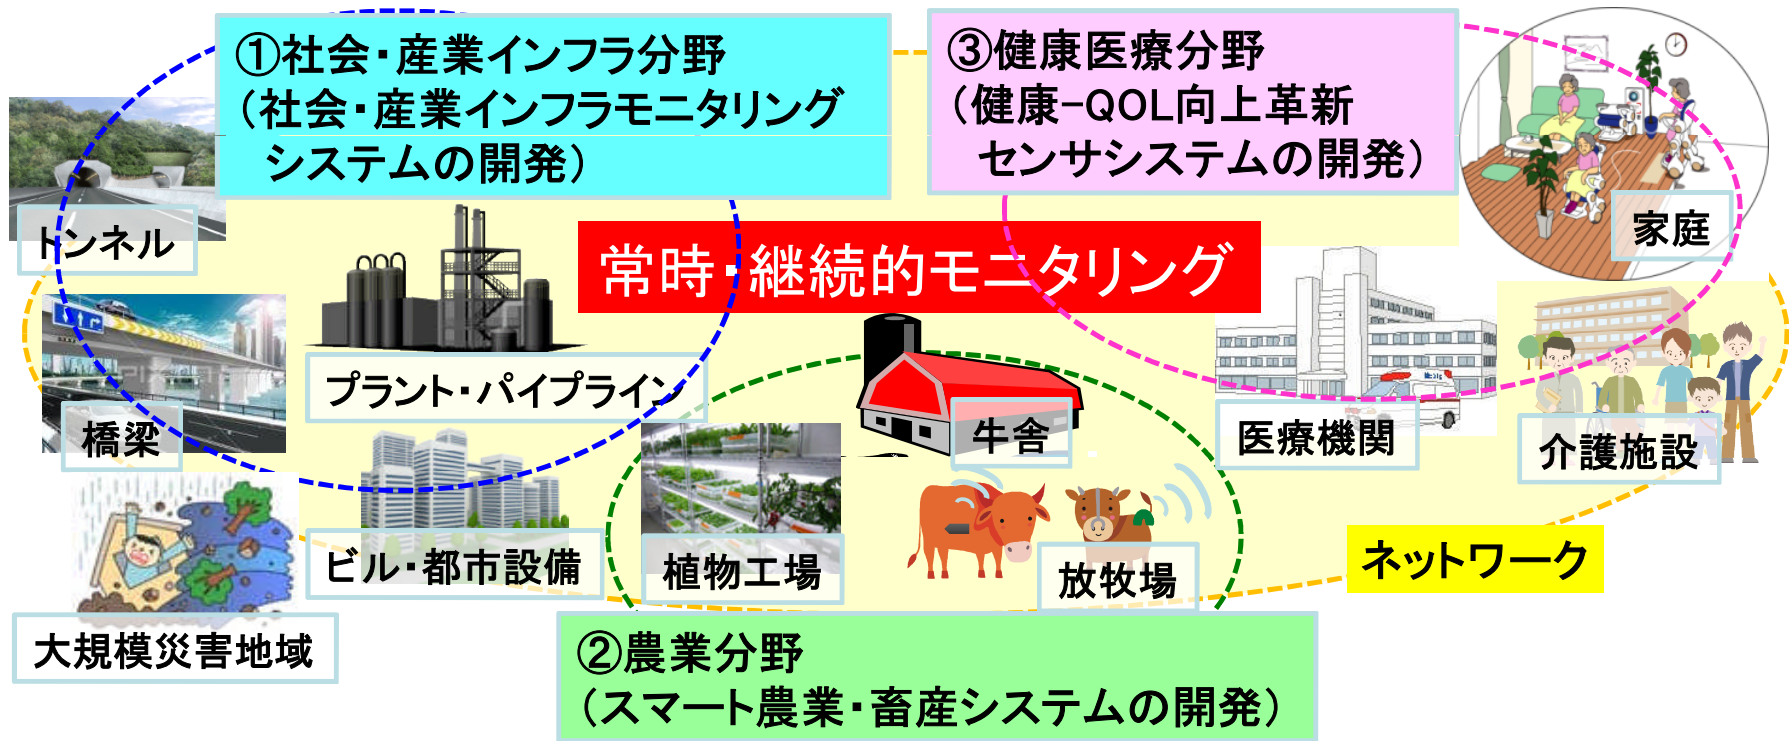 ①社会・産業インフラ分野
（社会・産業インフラモニタリング
システムの開発）
③健康医療分野
（健康-QOL向上革新
センサシステムの開発）
トンネル
家庭
常時・継続的モニタリング
プラント・パイプライン
橋梁
牛舎
医療機関
介護施設
ビル・都市設備
植物工場
放牧場
ネットワーク
大規模災害地域
②農業分野
（スマート農業・畜産システムの開発）